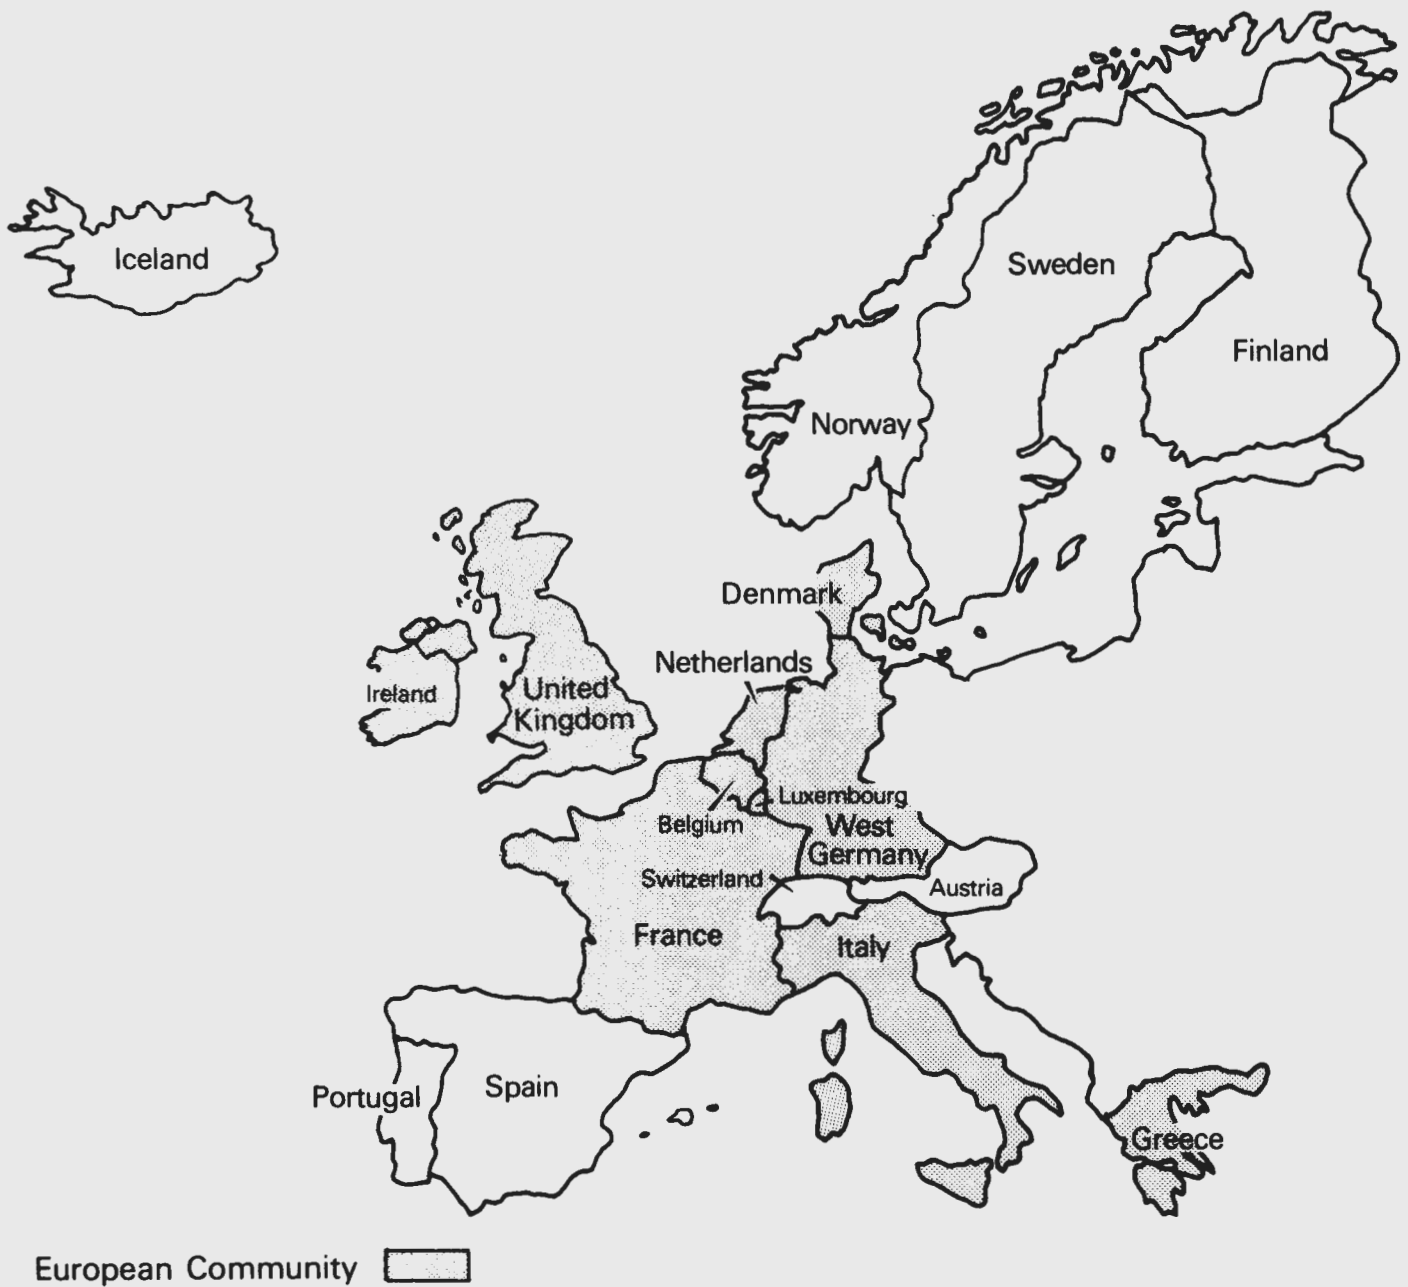 Iceland
Sweden
Finland
Norway
Denmark
Netherlands
Ireland
United
Kingdom
Luxembourg
Belgium
West
Germany
Switzerland
Austria
France
Italy
Portugal
Spain
Greece
European Community